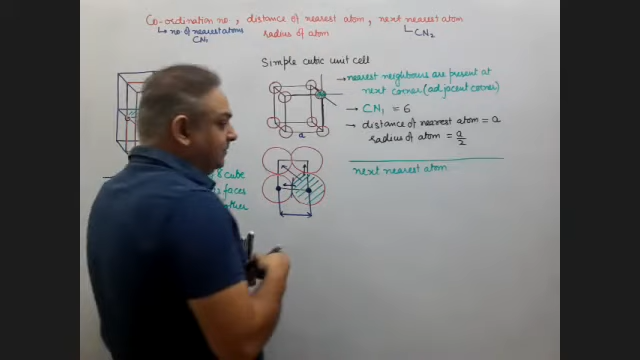 Co-ordination no, distance of nearest atom, next nearest atom
↳ no. of nearest atoms
CN₁
radius of atom
↳ CN₂
Simple cubic unit cell
→ nearest neighbours are present at
next corner (adjacent corner)
→ CN₁ = 6
→ distance of nearest atom = a
radius of atom = a/2
a
next nearest atom
8 cube
faces
other